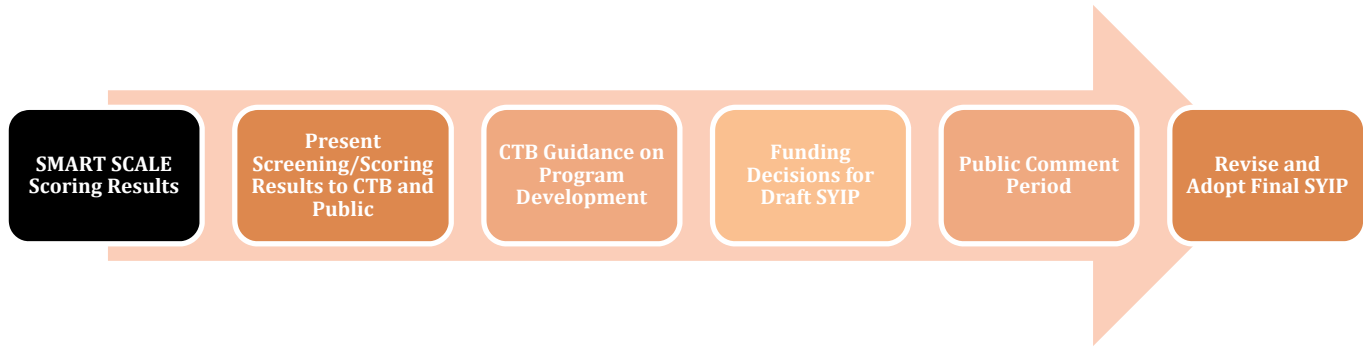 SMART SCALE
Scoring Results
Present
Screening/Scoring
Results to CTB and
Public
CTB Guidance on
Program
Development
Funding
Decisions for
Draft SYIP
Public Comment
Period
Revise and
Adopt Final SYIP